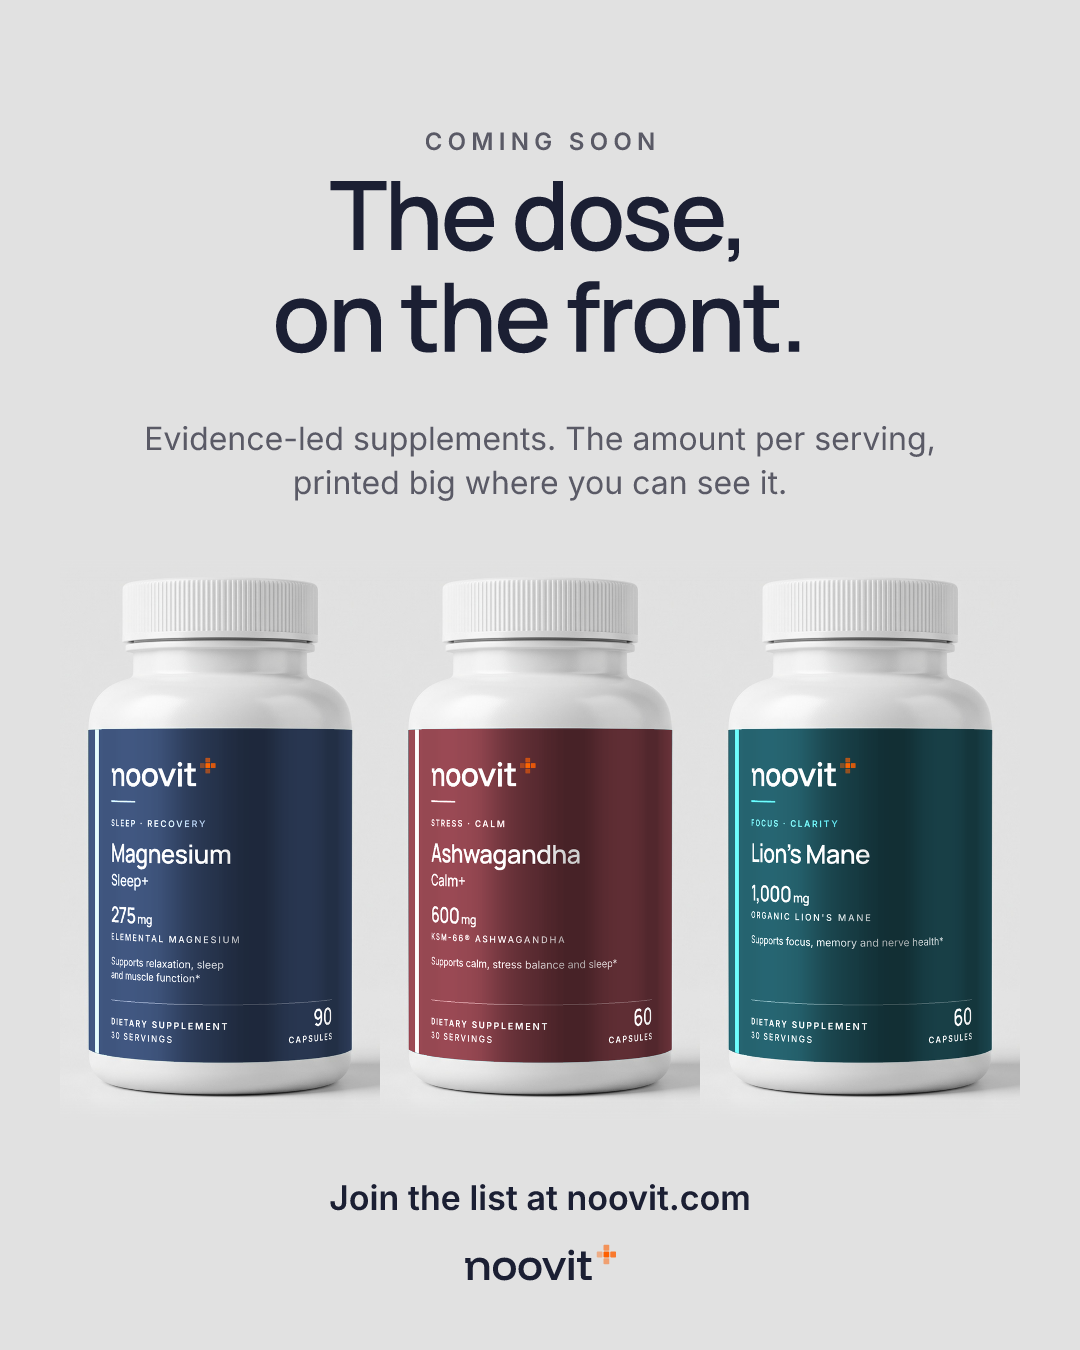 COMING SOON
The dose,
on the front.
Evidence-led supplements. The amount per serving,
printed big where you can see it.
noovit
SLEEP · RECOVERY
Magnesium
Sleep+
275 mg
ELEMENTAL MAGNESIUM
Supports relaxation, sleep
and muscle function*
DIETARY SUPPLEMENT
30 SERVINGS
90
CAPSULES
noovit
STRESS · CALM
Ashwagandha
Calm+
600 mg
KSM-66® ASHWAGANDHA
Supports calm, stress balance and sleep*
DIETARY SUPPLEMENT
30 SERVINGS
60
CAPSULES
noovit
FOCUS · CLARITY
Lion's Mane
1,000 mg
ORGANIC LION'S MANE
Supports focus, memory and nerve health*
DIETARY SUPPLEMENT
30 SERVINGS
60
CAPSULES
Join the list at noovit.com
noovit